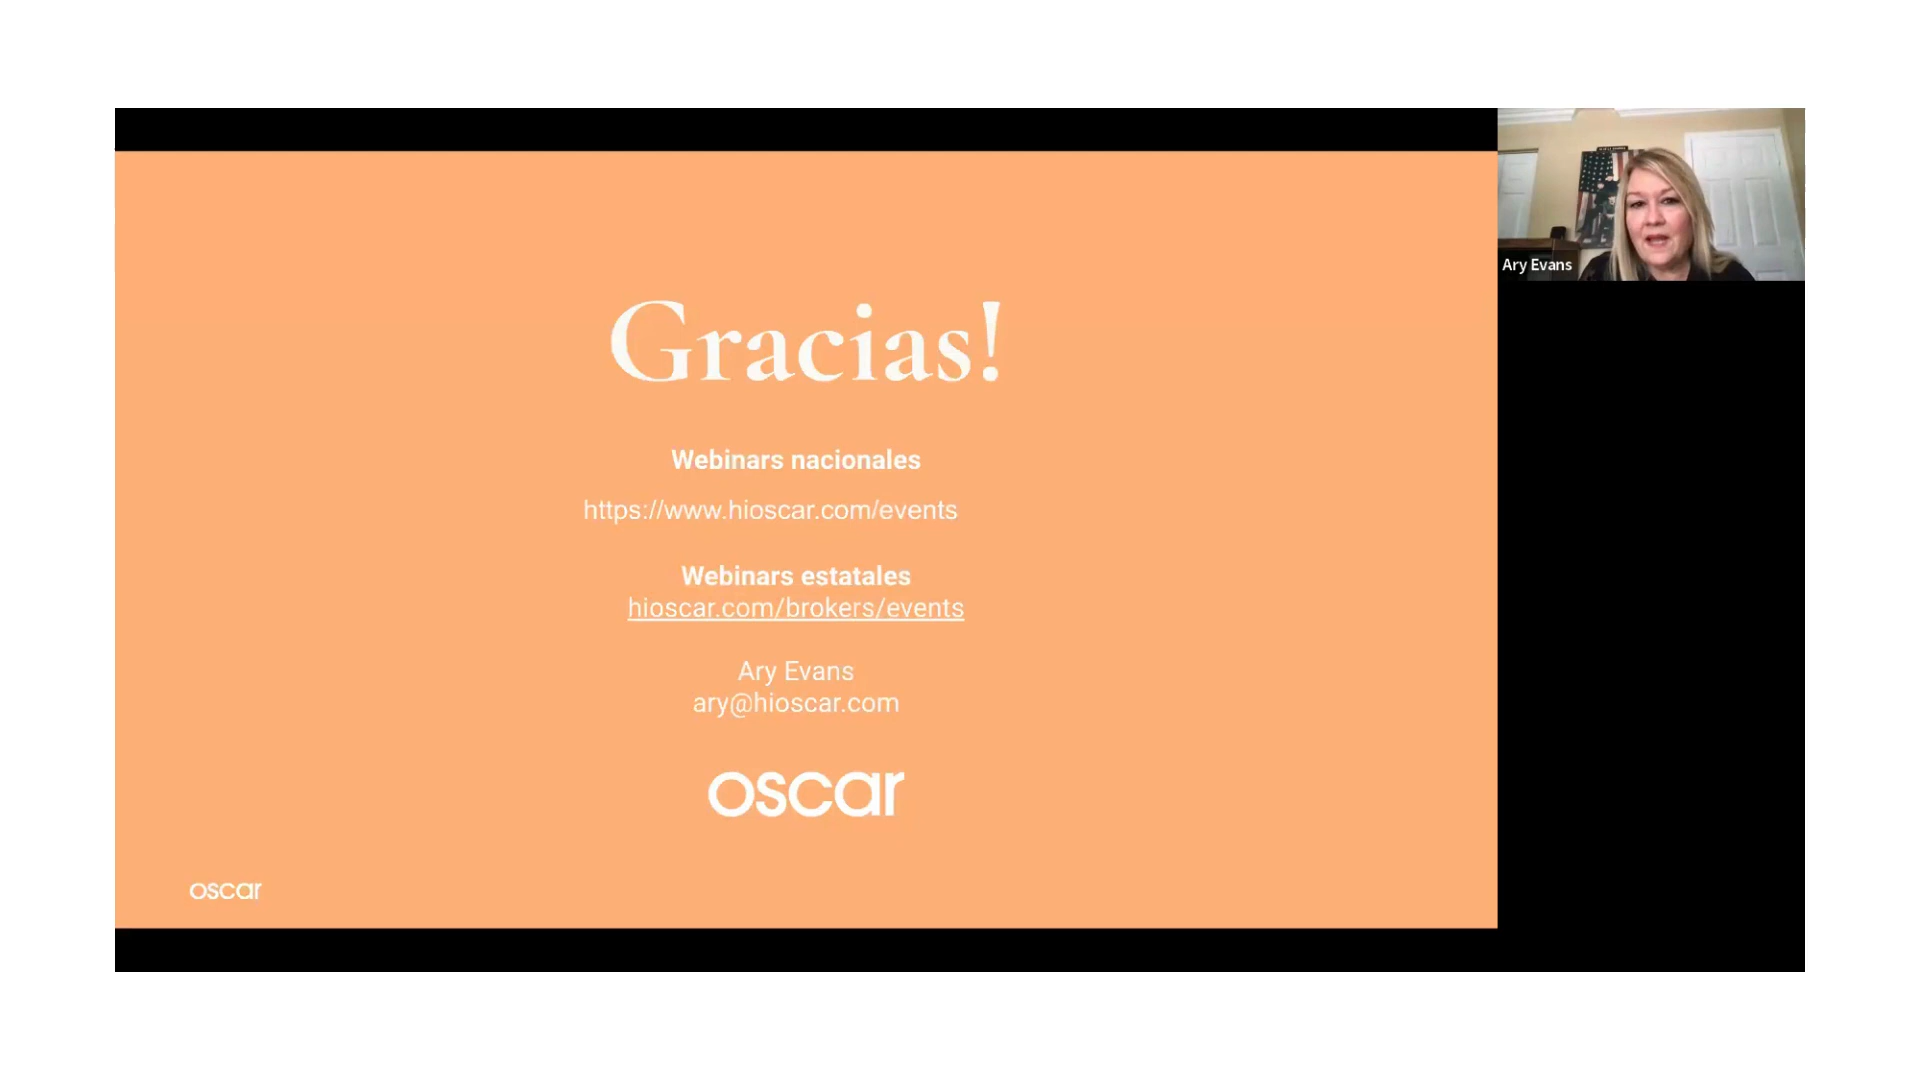 Gracias!
Webinars nacionales
https://www.hioscar.com/events
Webinars estatales
hioscar.com/brokers/events
Ary Evans
ary@hioscar.com
oscar
oscar
Ary Evans